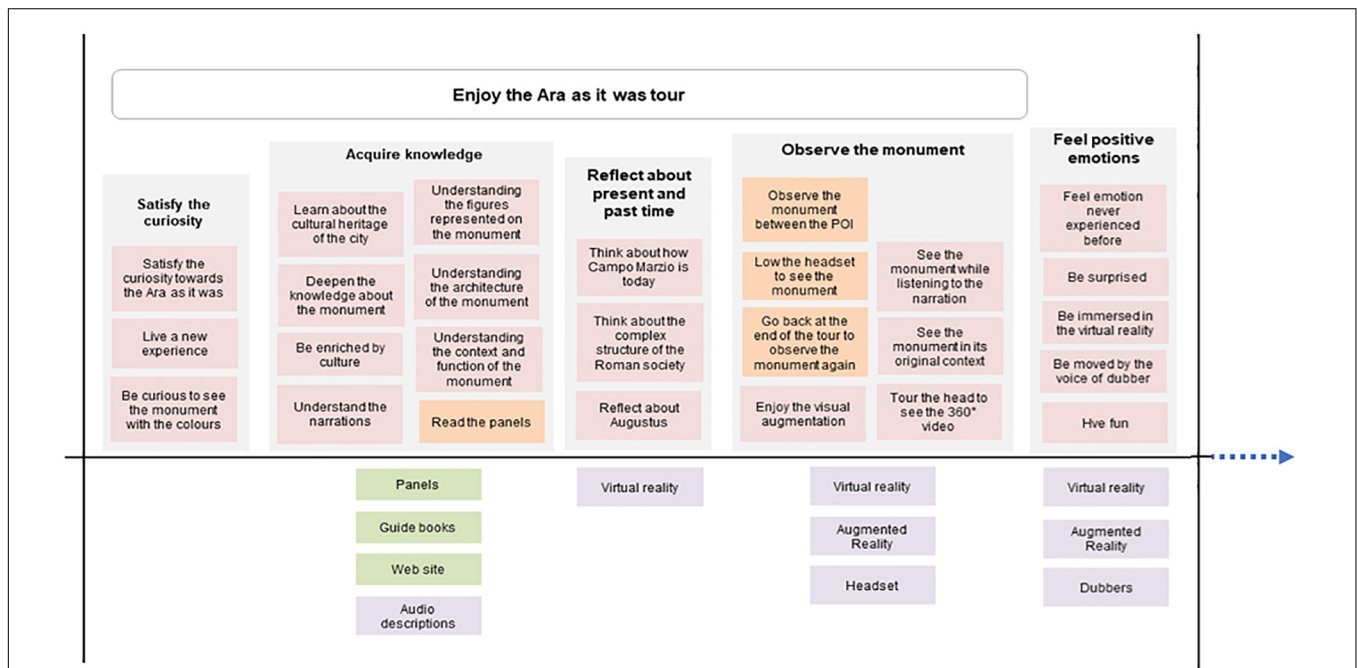 Enjoy the Ara as it was tour
Satisfy the
curiosity
Satisfy the
curiosity towards
the Ara as it was
Live a new
experience
Be curious to see
the monument
with the colours
Acquire knowledge
Learn about the
cultural heritage
of the city
Deepen the
knowledge about
the monument
Be enriched by
culture
Understand the
narrations
Understanding
the figures
represented on
the monument
Understanding
the architecture
of the monument
Understanding
the context and
function of the
monument
Read the panels
Reflect about
present and
past time
Think about how
Campo Marzio is
today
Think about the
complex
structure of the
Roman society
Reflect about
Augustus
Observe the monument
Observe the
monument
between the POI
Low the headset
to see the
monument
Go back at the
end of the tour to
observe the
monument again
Enjoy the visual
augmentation
See the
monument while
listening to the
narration
See the
monument in its
original context
Tour the head to
see the 360°
video
Feel positive
emotions
Feel emotion
never
experienced
before
Be surprised
Be immersed in
the virtual reality
Be moved by the
voice of dubber
Hve fun
Panels
Guide books
Web site
Audio
descriptions
Virtual reality
Virtual reality
Augmented
Reality
Headset
Virtual reality
Augmented
Reality
Dubbers